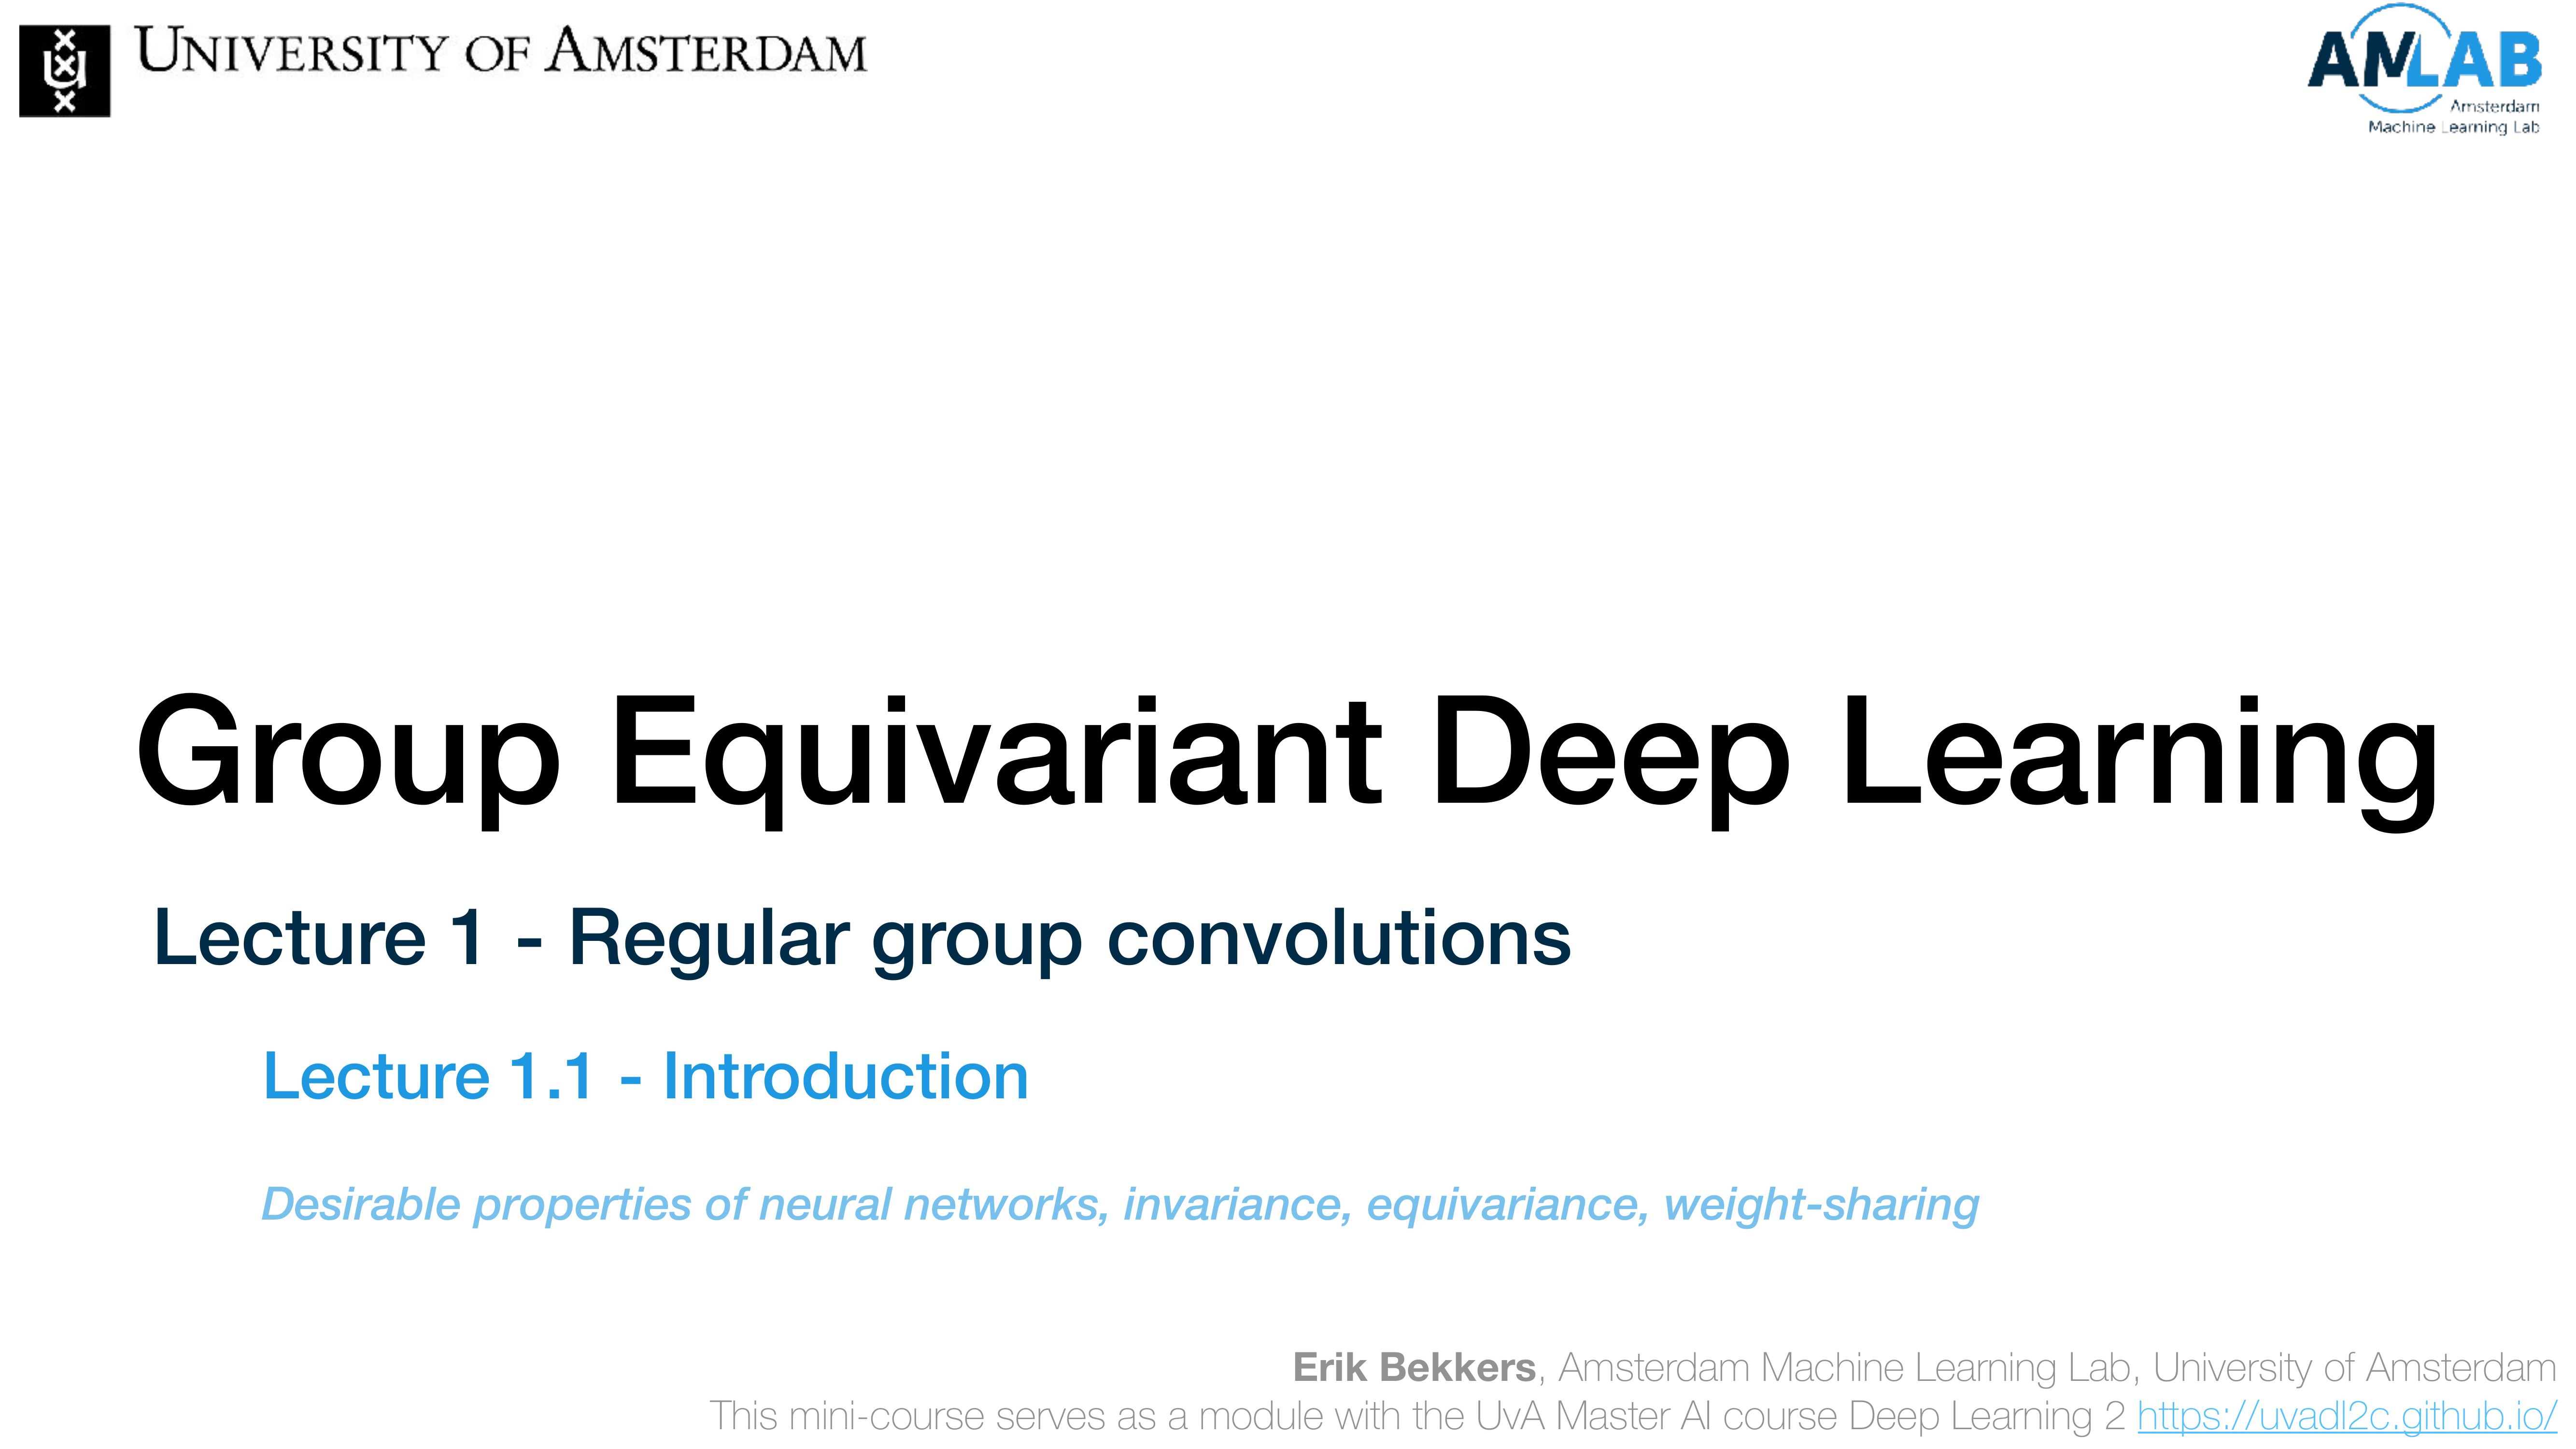 UNIVERSITY OF AMSTERDAM
AMLAB
Amsterdam
Machine Learning Lab
Group Equivariant Deep Learning
Lecture 1 - Regular group convolutions
Lecture 1.1 - Introduction
Desirable properties of neural networks, invariance, equivariance, weight-sharing
Erik Bekkers, Amsterdam Machine Learning Lab, University of Amsterdam
This mini-course serves as a module with the UvA Master AI course Deep Learning 2 https://uvadl2c.github.io/